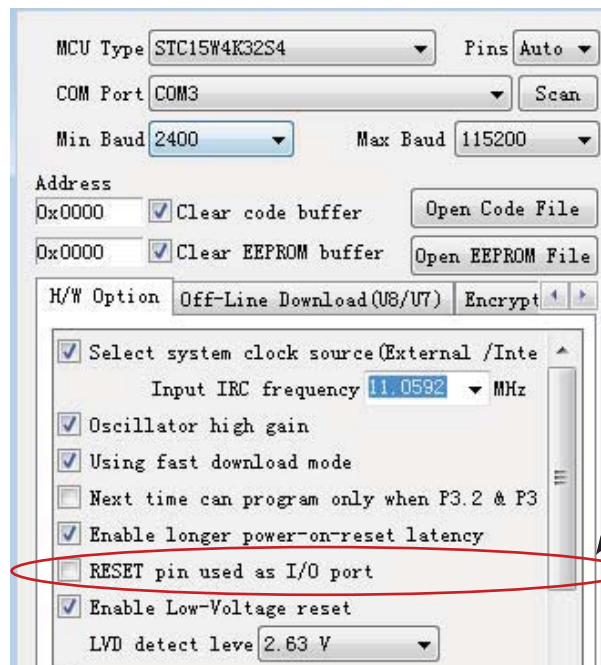 MCU Type STC15W4K32S4 Pins Auto
COM Port COM3 Scan
Min Baud 2400 Max Baud 115200
Address
0x0000 Clear code buffer Open Code File
0x0000 Clear EEPROM buffer Open EEPROM File
H/W Option Off-Line Download(U8/U7) Encrypt
Select system clock source(External /Inte
Input IRC frequency 11.0592 MHz
Oscillator high gain
Using fast download mode
Next time can program only when P3.2 & P3
Enable longer power-on-reset latency
RESET pin used as I/O port
Enable Low-Voltage reset
LVD detect leve 2.63 V